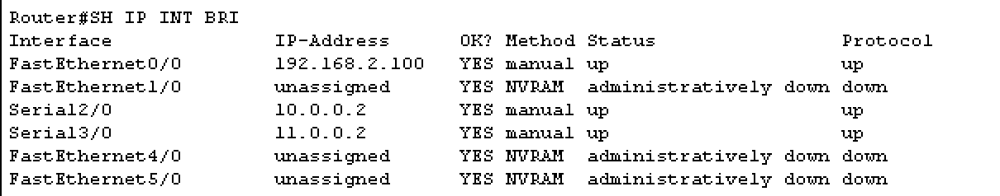 Router#SH IP INT BRI
Interface IP-Address OK? Method Status Protocol
FastEthernet0/0 192.168.2.100 YES manual up up
FastEthernet1/0 unassigned YES NVRAM administratively down down
Serial2/0 10.0.0.2 YES manual up up
Serial3/0 11.0.0.2 YES manual up up
FastEthernet4/0 unassigned YES NVRAM administratively down down
FastEthernet5/0 unassigned YES NVRAM administratively down down